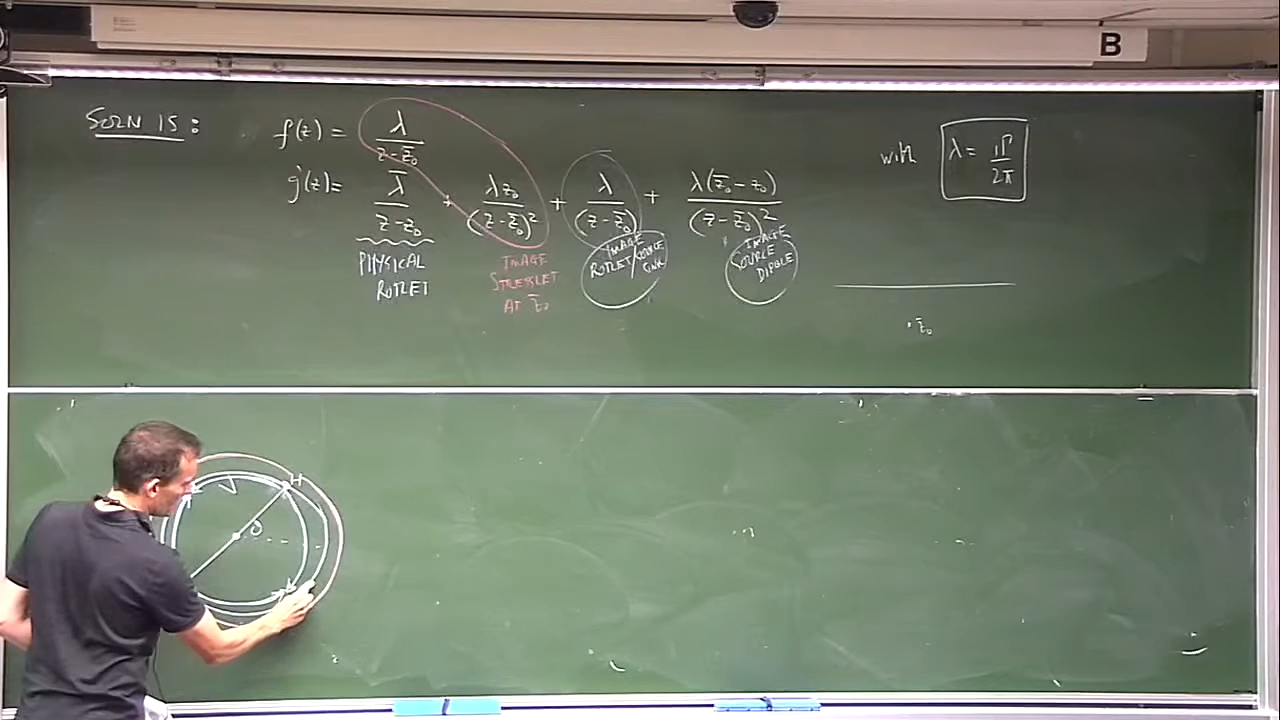 SOLN IS:
f(z) = λ / (z - z̄₀)
g'(z) = λ̄ / (z - z₀) + λz₀ / (z - z̄₀)² + λ / (z - z̄₀) + λ(z̄₀ - z₀) / (z - z̄₀)²
with λ = iΓ / 2π
PHYSICAL
ROTLET
IMAGE
STRESSLET
AT z̄₀
IMAGE
ROTLET/SOURCE
SINK
IMAGE
SOURCE
DIPOLE
z̄₀
B
H
θ